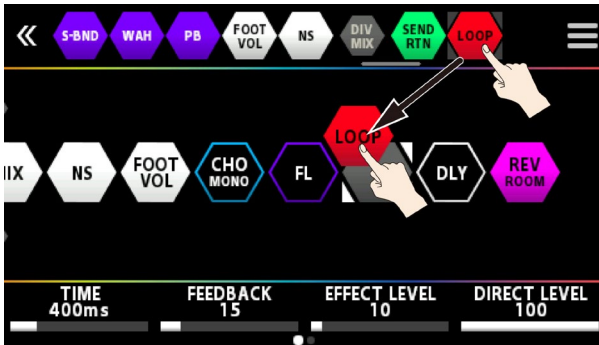 S-BND
WAH
PB
FOOT
VOL
NS
DIV
MIX
SEND
RTN
LOOP
LOOP
IX
NS
FOOT
VOL
CHO
MONO
FL
DLY
REV
ROOM
TIME
400ms
FEEDBACK
15
EFFECT LEVEL
10
DIRECT LEVEL
100